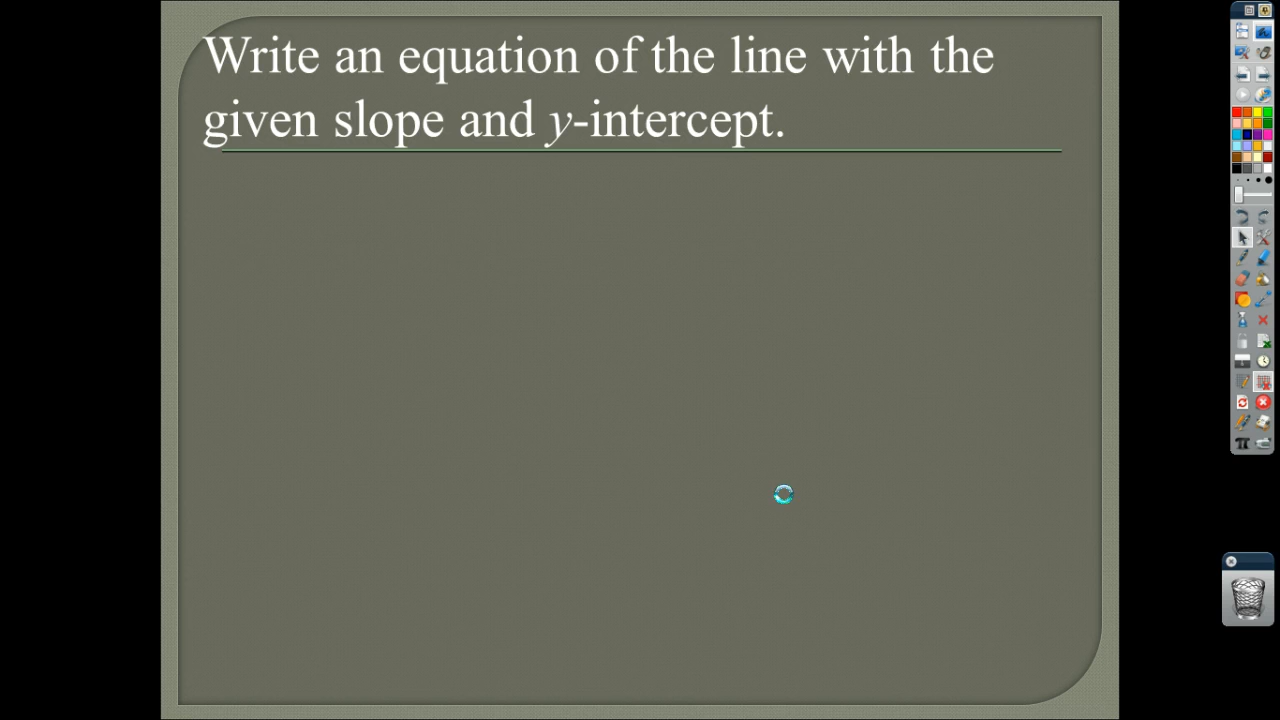 Write an equation of the line with the
given slope and y-intercept.